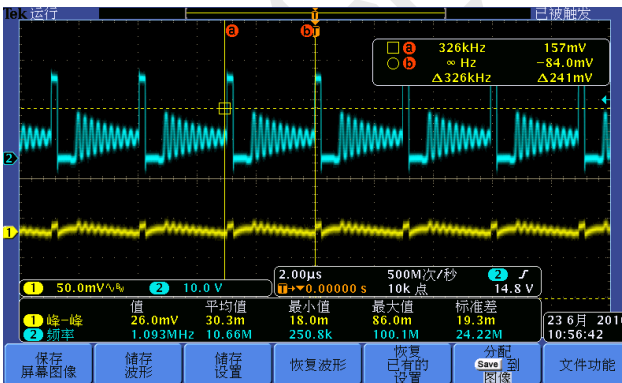 Tek 运行
已被触发
a
b
T
a 326kHz 157mV
b ∞ Hz −84.0mV
Δ326kHz Δ241mV
2
1
1 50.0mV∿BW 2 10.0 V
2.00µs 500M次/秒 2
T→▼0.00000 s 10k 点 14.8 V
值 平均值 最小值 最大值 标准差
1 峰−峰 26.0mV 30.3m 18.0m 86.0m 19.3m
2 频率 1.093MHz 10.66M 250.8k 100.1M 24.22M
23 6月 201
10:56:42
保存
屏幕图像
储存
波形
储存
设置
恢复波形
恢复
已有的
设置
分配
Save 到
图像
文件功能